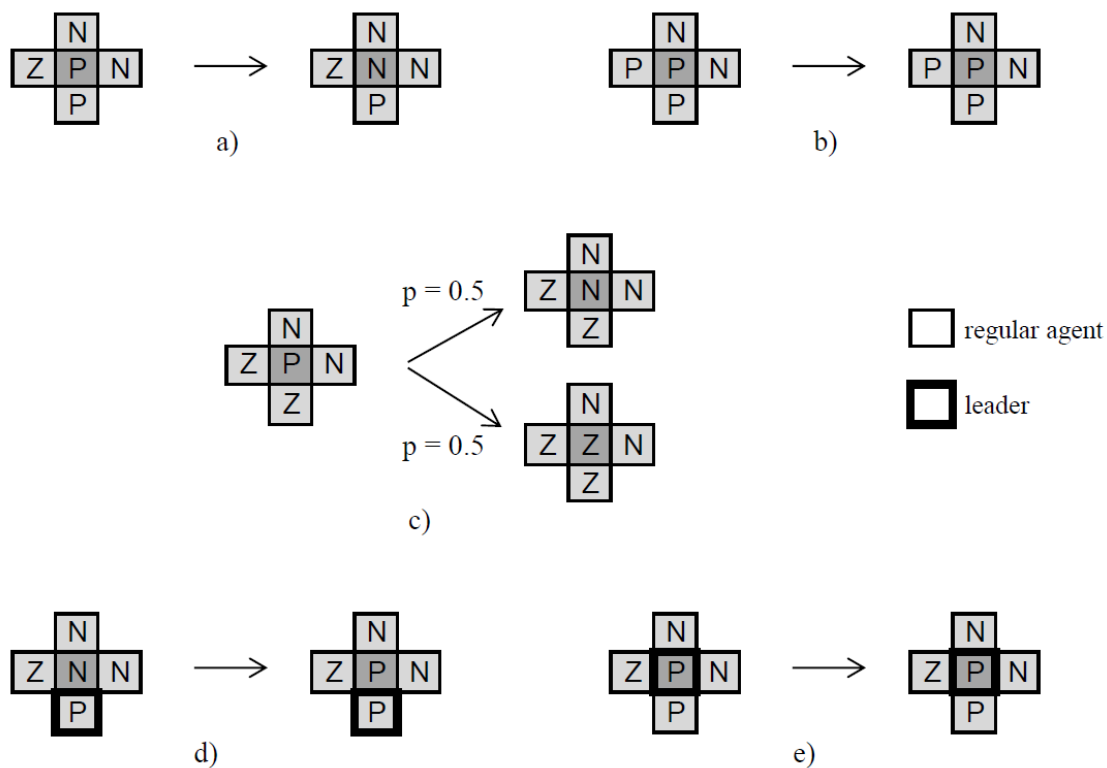 N N N N
Z P N Z N N P P N P P N
P P P P
a) b)
N
p = 0.5 Z N N
N Z
Z P N regular agent
Z N
leader
p = 0.5 Z Z N
Z
c)
N N N N
Z N N Z P N Z P N Z P N
P P P P
d) e)